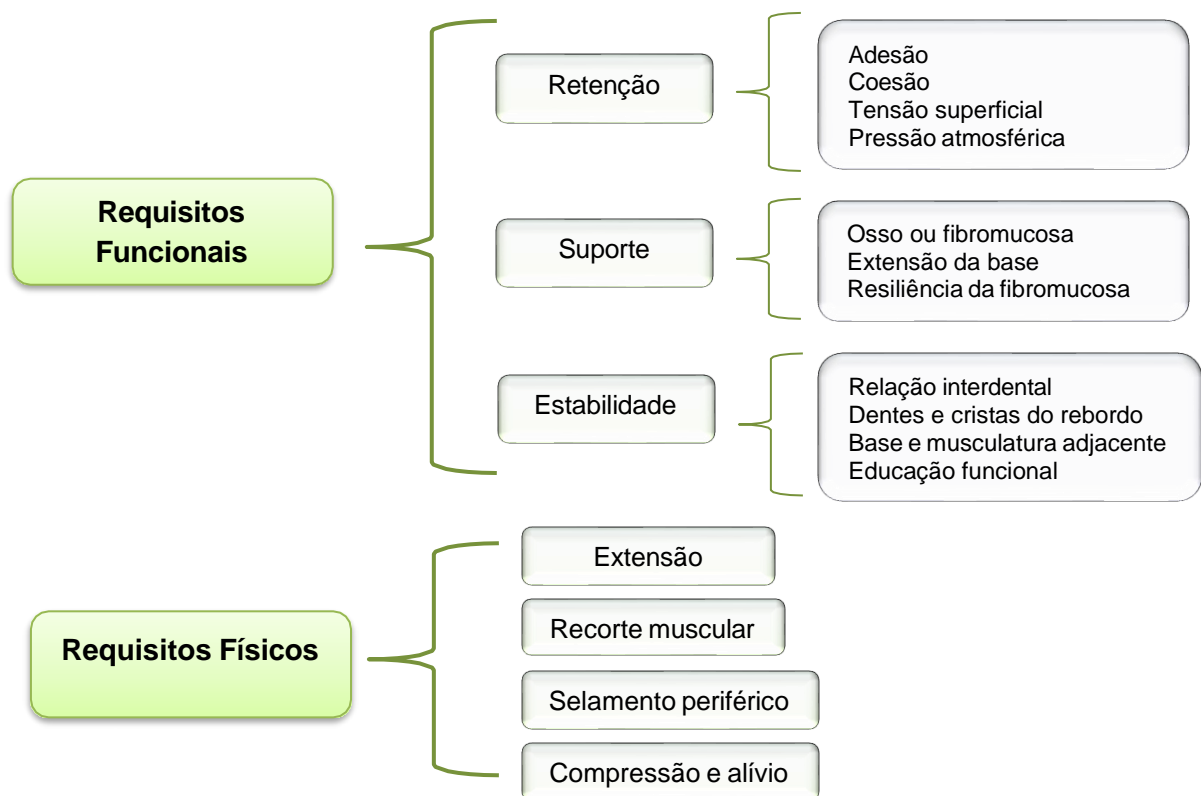 Requisitos
Funcionais
Retenção
Adesão
Coesão
Tensão superficial
Pressão atmosférica
Suporte
Osso ou fibromucosa
Extensão da base
Resiliência da fibromucosa
Estabilidade
Relação interdental
Dentes e cristas do rebordo
Base e musculatura adjacente
Educação funcional
Requisitos Físicos
Extensão
Recorte muscular
Selamento periférico
Compressão e alívio